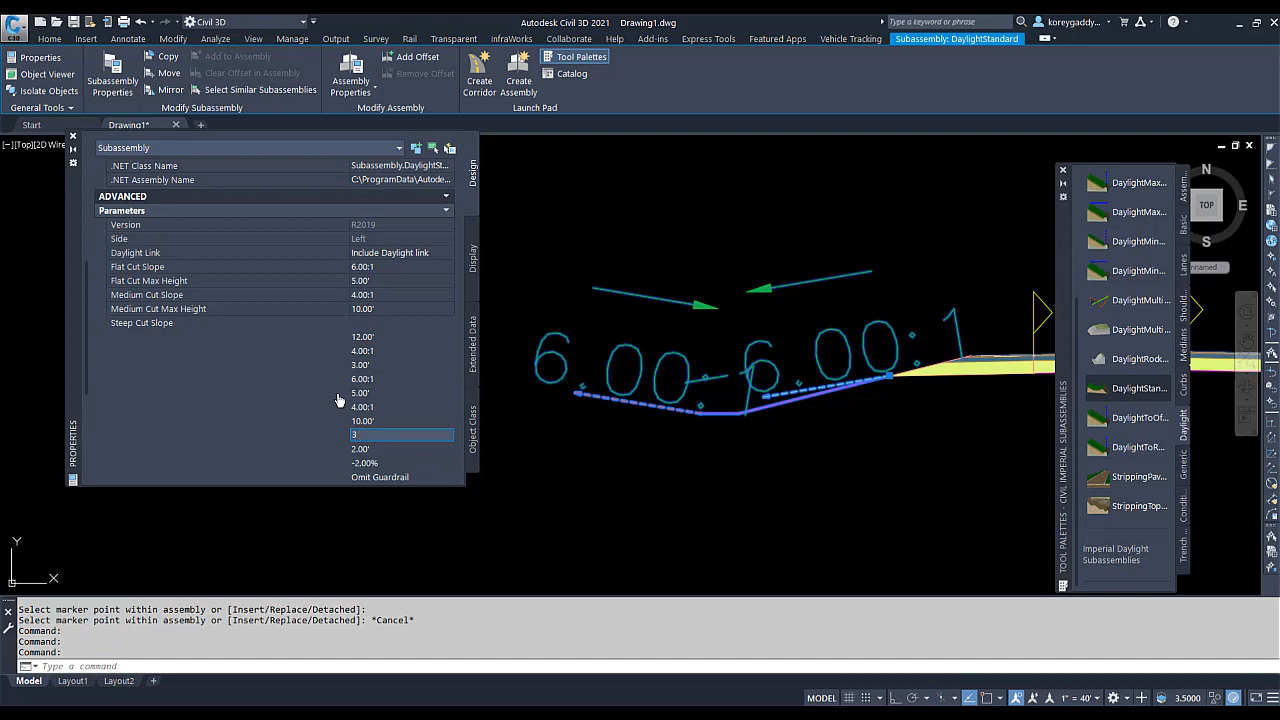 C3D
Civil 3D
Autodesk Civil 3D 2021 Drawing1.dwg
Type a keyword or phrase
koreygaddy...
Home Insert Annotate Modify Analyze View Manage Output Survey Rail Transparent InfraWorks Collaborate Help Add-ins Express Tools Featured Apps Vehicle Tracking Subassembly: DaylightStandard
Properties
Object Viewer
Isolate Objects
General Tools
Subassembly Properties
Copy
Move
Mirror
Add to Assembly
Clear Offset in Assembly
Select Similar Subassemblies
Modify Subassembly
Assembly Properties
Add Offset
Remove Offset
Modify Assembly
Create Corridor
Create Assembly
Tool Palettes
Catalog
Launch Pad
Start
Drawing1*
[−][Top][2D Wire
Subassembly
.NET Class Name Subassembly.DaylightSt...
.NET Assembly Name C:\ProgramData\Autode...
ADVANCED
Parameters
Version R2019
Side Left
Daylight Link Include Daylight link
Flat Cut Slope 6.00:1
Flat Cut Max Height 5.00'
Medium Cut Slope 4.00:1
Medium Cut Max Height 10.00'
Steep Cut Slope
12.00'
4.00:1
3.00'
6.00:1
5.00'
4.00:1
10.00'
3
2.00'
-2.00%
Omit Guardrail
PROPERTIES
Design
Display
Extended Data
Object Class
6.00:1
6.00:1
DaylightMax...
DaylightMax...
DaylightMin...
DaylightMin...
DaylightMulti
DaylightMulti
DaylightRock...
DaylightStan...
DaylightToOf...
DaylightToR...
StrippingPav...
StrippingTop...
Imperial Daylight
Subassemblies
TOOL PALETTES - CIVIL IMPERIAL SUBASSEMBLIES
Assem...
Basic
Lanes
Should...
Medians
Curbs
Daylight
Generic
Conditi...
Trench ...
N
TOP
E
S
nnamed
Y
X
Select marker point within assembly or [Insert/Replace/Detached]:
Select marker point within assembly or [Insert/Replace/Detached]: *Cancel*
Command:
Command:
Command:
Type a command
Model Layout1 Layout2 +
MODEL
1" = 40'
3.5000